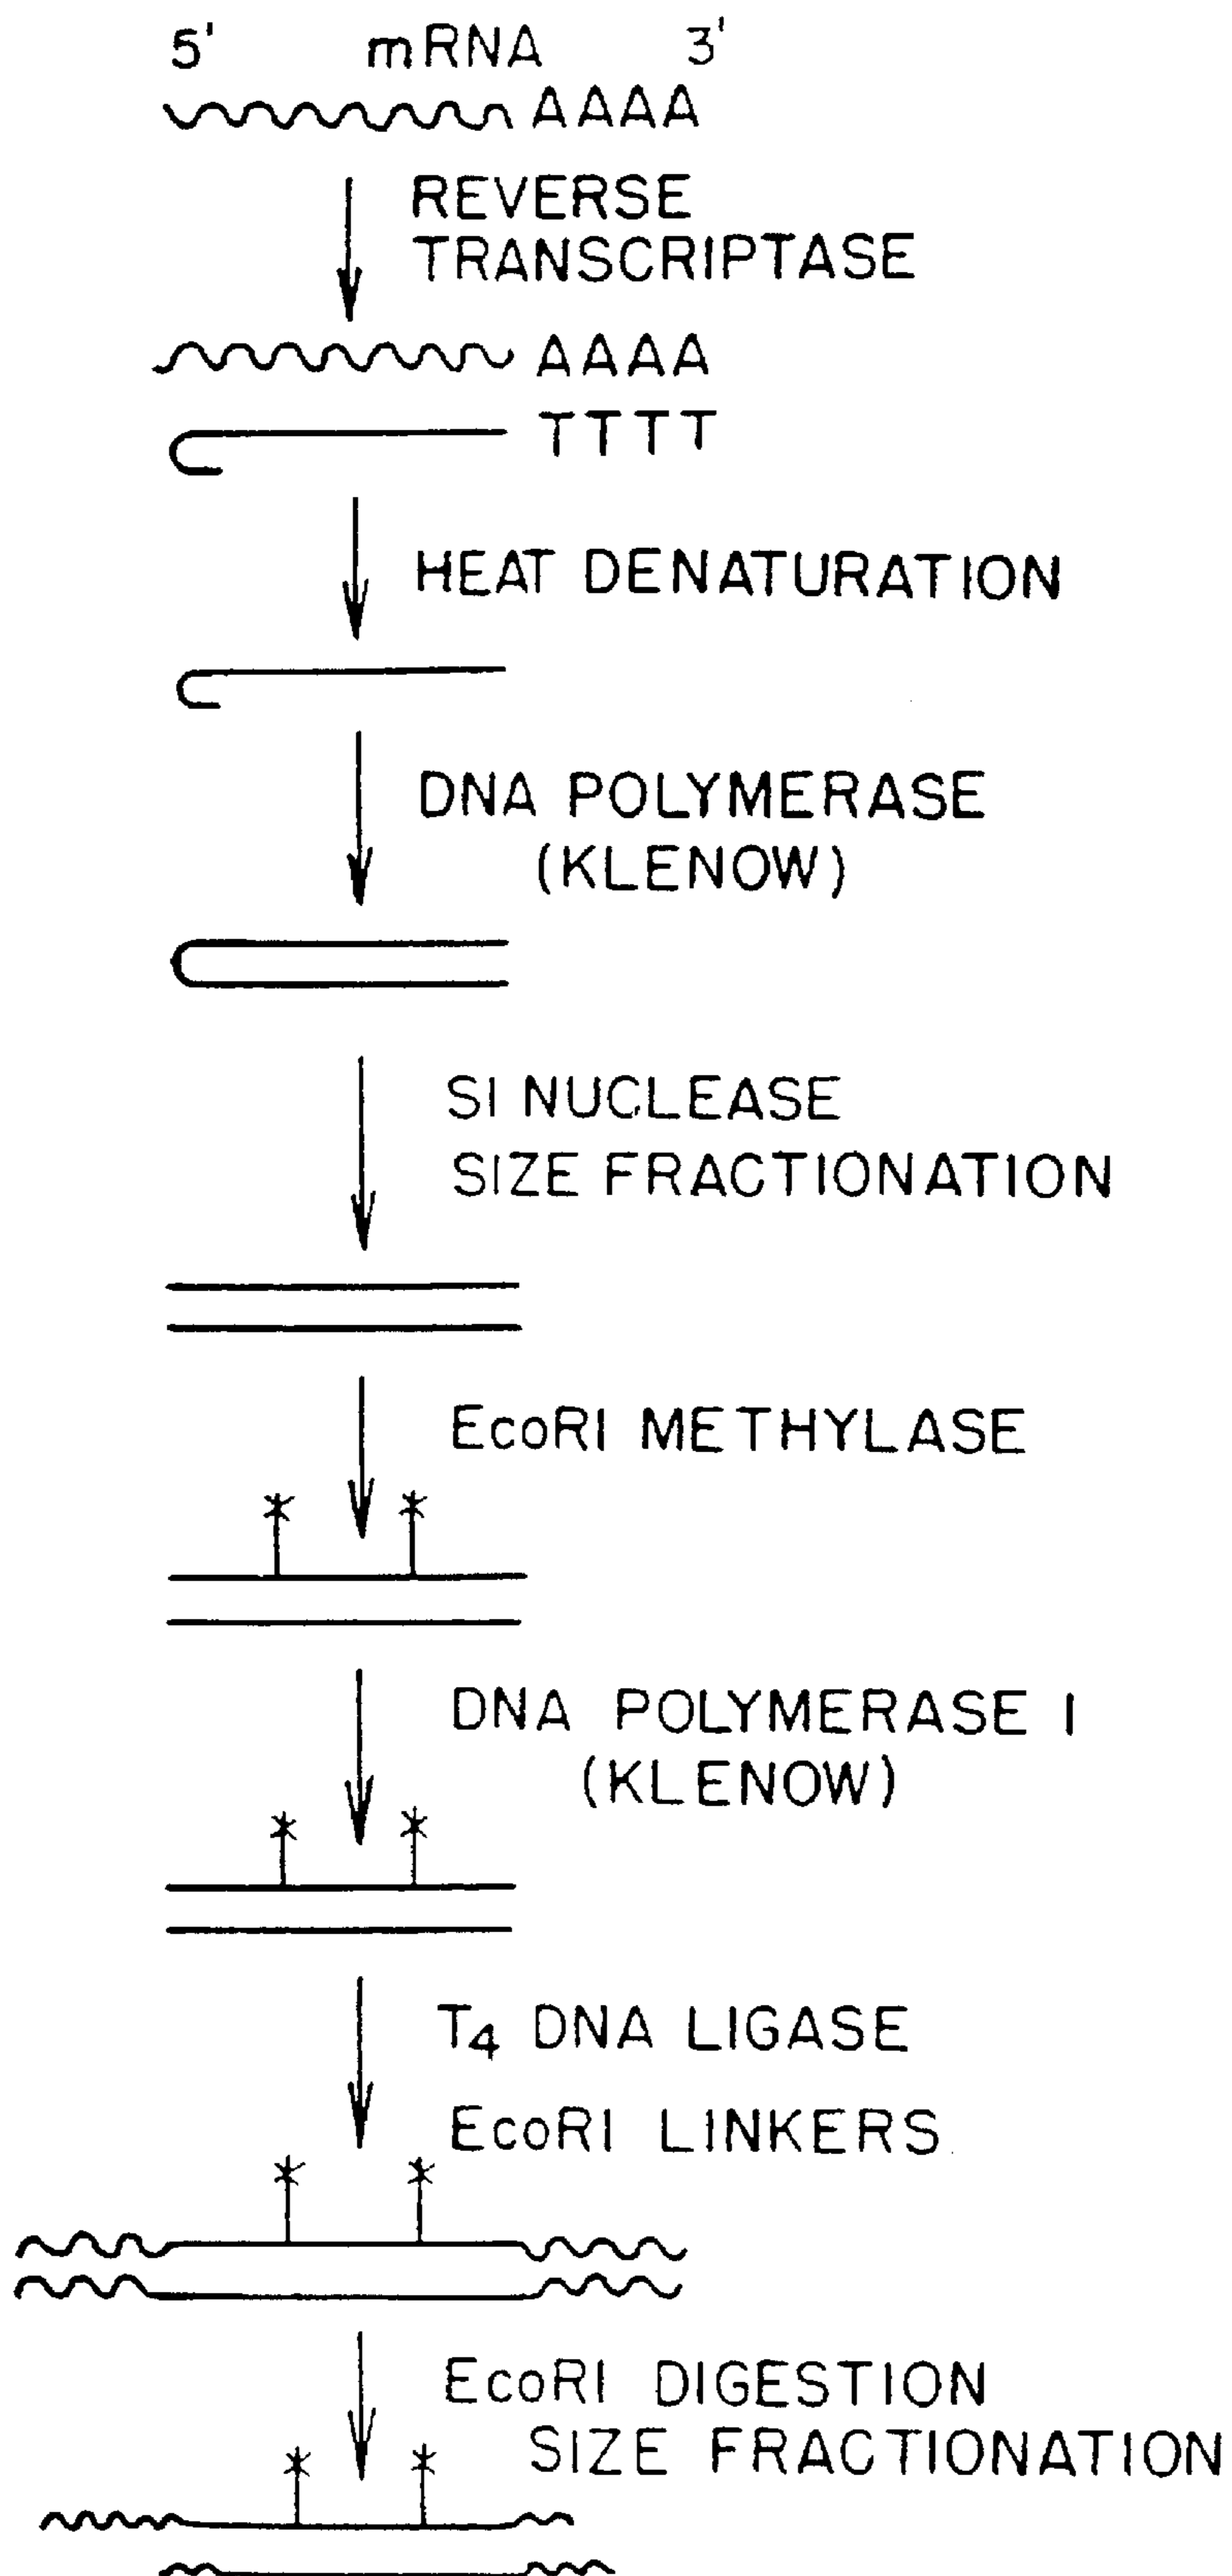 5' mRNA 3'
AAAA
REVERSE
TRANSCRIPTASE
AAAA
TTTT
HEAT DENATURATION
DNA POLYMERASE
(KLENOW)
SI NUCLEASE
SIZE FRACTIONATION
EcoRI METHYLASE
* *
DNA POLYMERASE I
(KLENOW)
* *
T4 DNA LIGASE
EcoRI LINKERS
* *
EcoRI DIGESTION
SIZE FRACTIONATION
* *